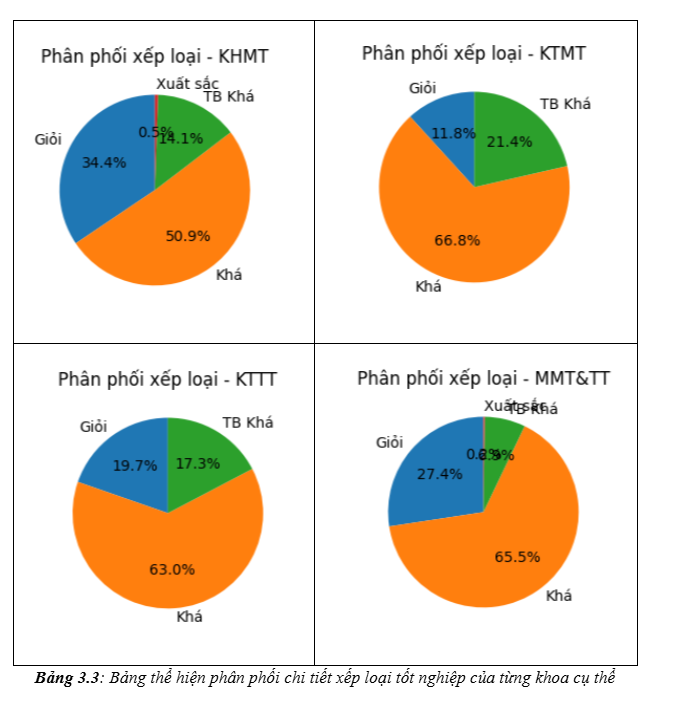 Phân phối xếp loại - KHMT
Xuất sắc
TB Khá
Giỏi
0.5%
14.1%
34.4%
50.9%
Khá
Phân phối xếp loại - KTMT
Giỏi
TB Khá
11.8%
21.4%
66.8%
Khá
Phân phối xếp loại - KTTT
Giỏi
TB Khá
19.7%
17.3%
63.0%
Khá
Phân phối xếp loại - MMT&TT
Xuất sắc
TB Khá
Giỏi
27.4%
65.5%
Khá
Bảng 3.3: Bảng thể hiện phân phối chi tiết xếp loại tốt nghiệp của từng khoa cụ thể